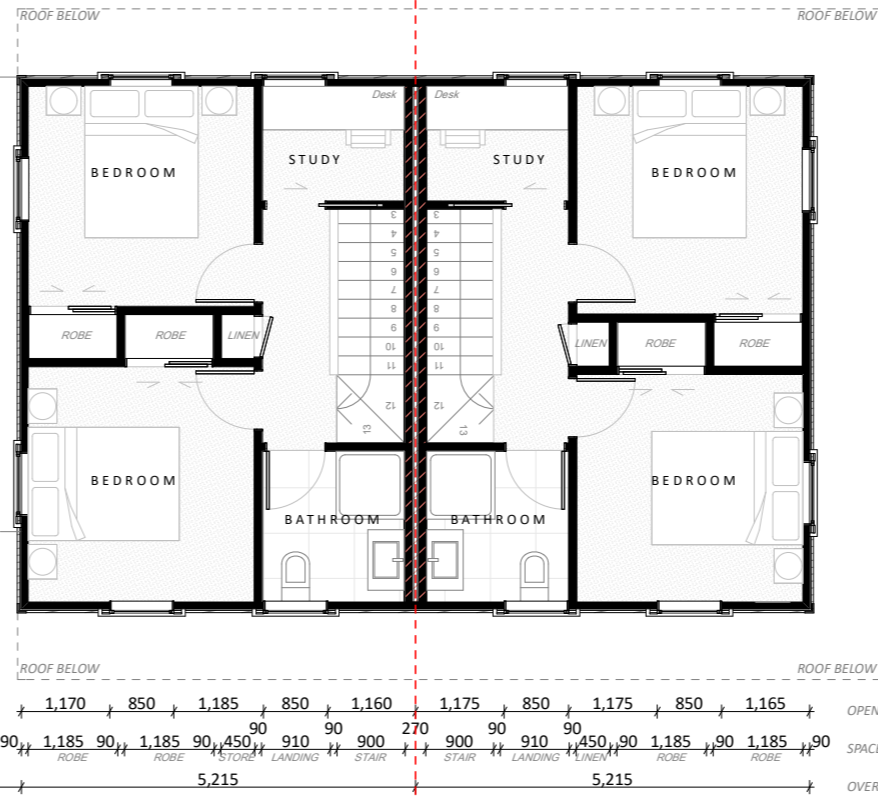 ROOF BELOW ROOF BELOW
Desk Desk
STUDY STUDY
BEDROOM BEDROOM
3 3
4 4
5 5
6 6
7 7
8 8
9 9
10 10
11 11
12 12
13 13
ROBE ROBE LINEN LINEN ROBE ROBE
BEDROOM BEDROOM
BATHROOM BATHROOM
ROOF BELOW ROOF BELOW
1,170 850 1,185 850 1,160 1,175 850 1,175 850 1,165 OPEN
90 270 90 90
90 1,185 90 1,185 90 450 910 900 900 910 450 90 1,185 90 1,185 90 SPACE
ROBE ROBE STORE LANDING STAIR STAIR LANDING LINEN ROBE ROBE
5,215 5,215 OVER